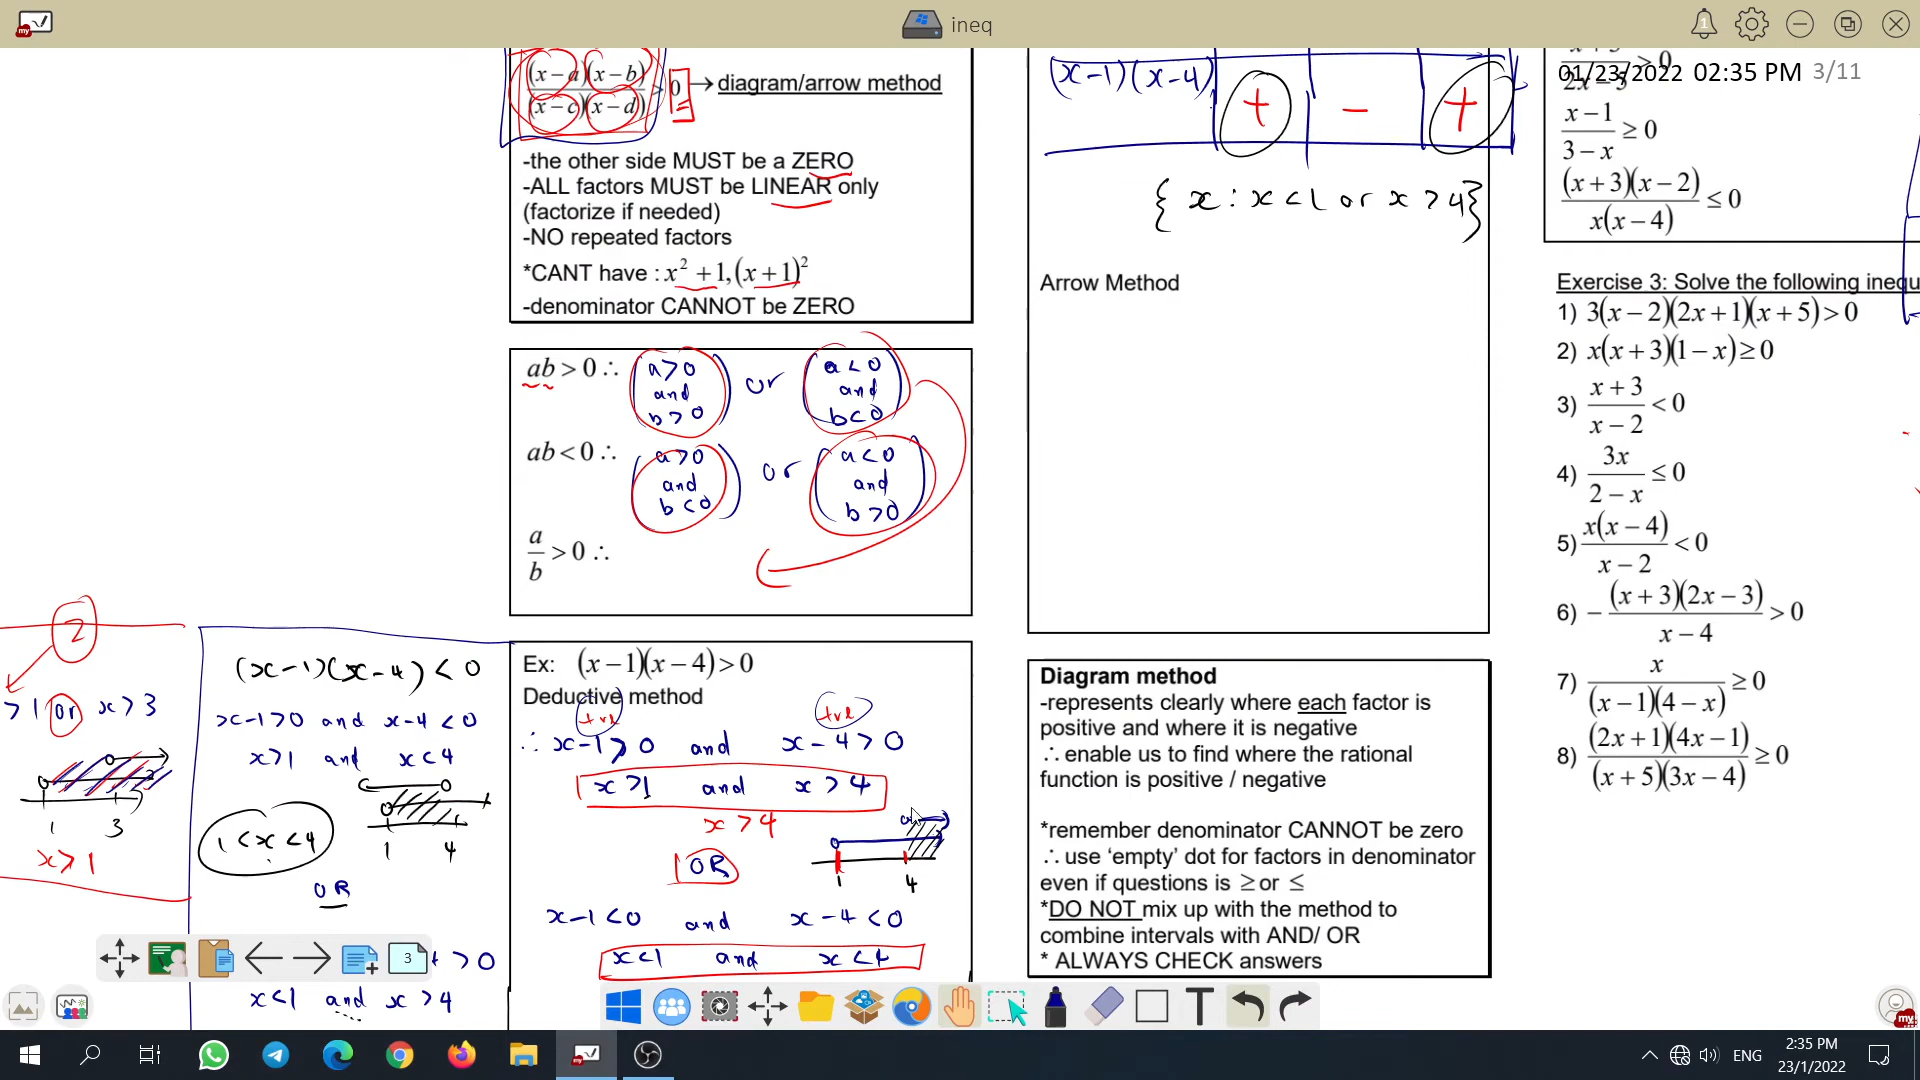 ineq
01/23/2022 02:35 PM 3/11
(x−a)(x−b)
(x−c)(x−d) > 0 → diagram/arrow method
-the other side MUST be a ZERO
-ALL factors MUST be LINEAR only
(factorize if needed)
-NO repeated factors
*CANT have : x² + 1, (x + 1)²
-denominator CANNOT be ZERO
ab > 0 ∴ (a > 0 and b > 0) or (a < 0 and b < 0)
ab < 0 ∴ (a > 0 and b < 0) or (a < 0 and b > 0)
a/b > 0 ∴
2
> 1 or x > 3
1 3
x > 1
(x−1)(x−4) < 0
x−1>0 and x−4 <0
x>1 and x<4
1 < x < 4
1 4
OR
> 0
x<1 and x >4
Ex: (x − 1)(x − 4) > 0
Deductive method
+ve +ve
∴ x−1 > 0 and x−4 > 0
x >1 and x > 4
x > 4
OR
1 4
x−1 <0 and x−4 <0
x<1 and x<4
(x−1)(x−4) + − +
{ x : x < 1 or x > 4}
Arrow Method
Diagram method
-represents clearly where each factor is
positive and where it is negative
∴ enable us to find where the rational
function is positive / negative
*remember denominator CANNOT be zero
∴ use ‘empty’ dot for factors in denominator
even if questions is ≥ or ≤
*DO NOT mix up with the method to
combine intervals with AND/ OR
* ALWAYS CHECK answers
(x − 1)/(3 − x) ≥ 0
(x + 3)(x − 2)/x(x − 4) ≤ 0
Exercise 3: Solve the following inequ
1) 3(x − 2)(2x + 1)(x + 5) > 0
2) x(x + 3)(1 − x) ≥ 0
3) (x + 3)/(x − 2) < 0
4) 3x/(2 − x) ≤ 0
5) x(x − 4)/(x − 2) < 0
6) − (x + 3)(2x − 3)/(x − 4) > 0
7) x/(x − 1)(4 − x) ≥ 0
8) (2x + 1)(4x − 1)/(x + 5)(3x − 4) ≥ 0
3
ENG
2:35 PM
23/1/2022